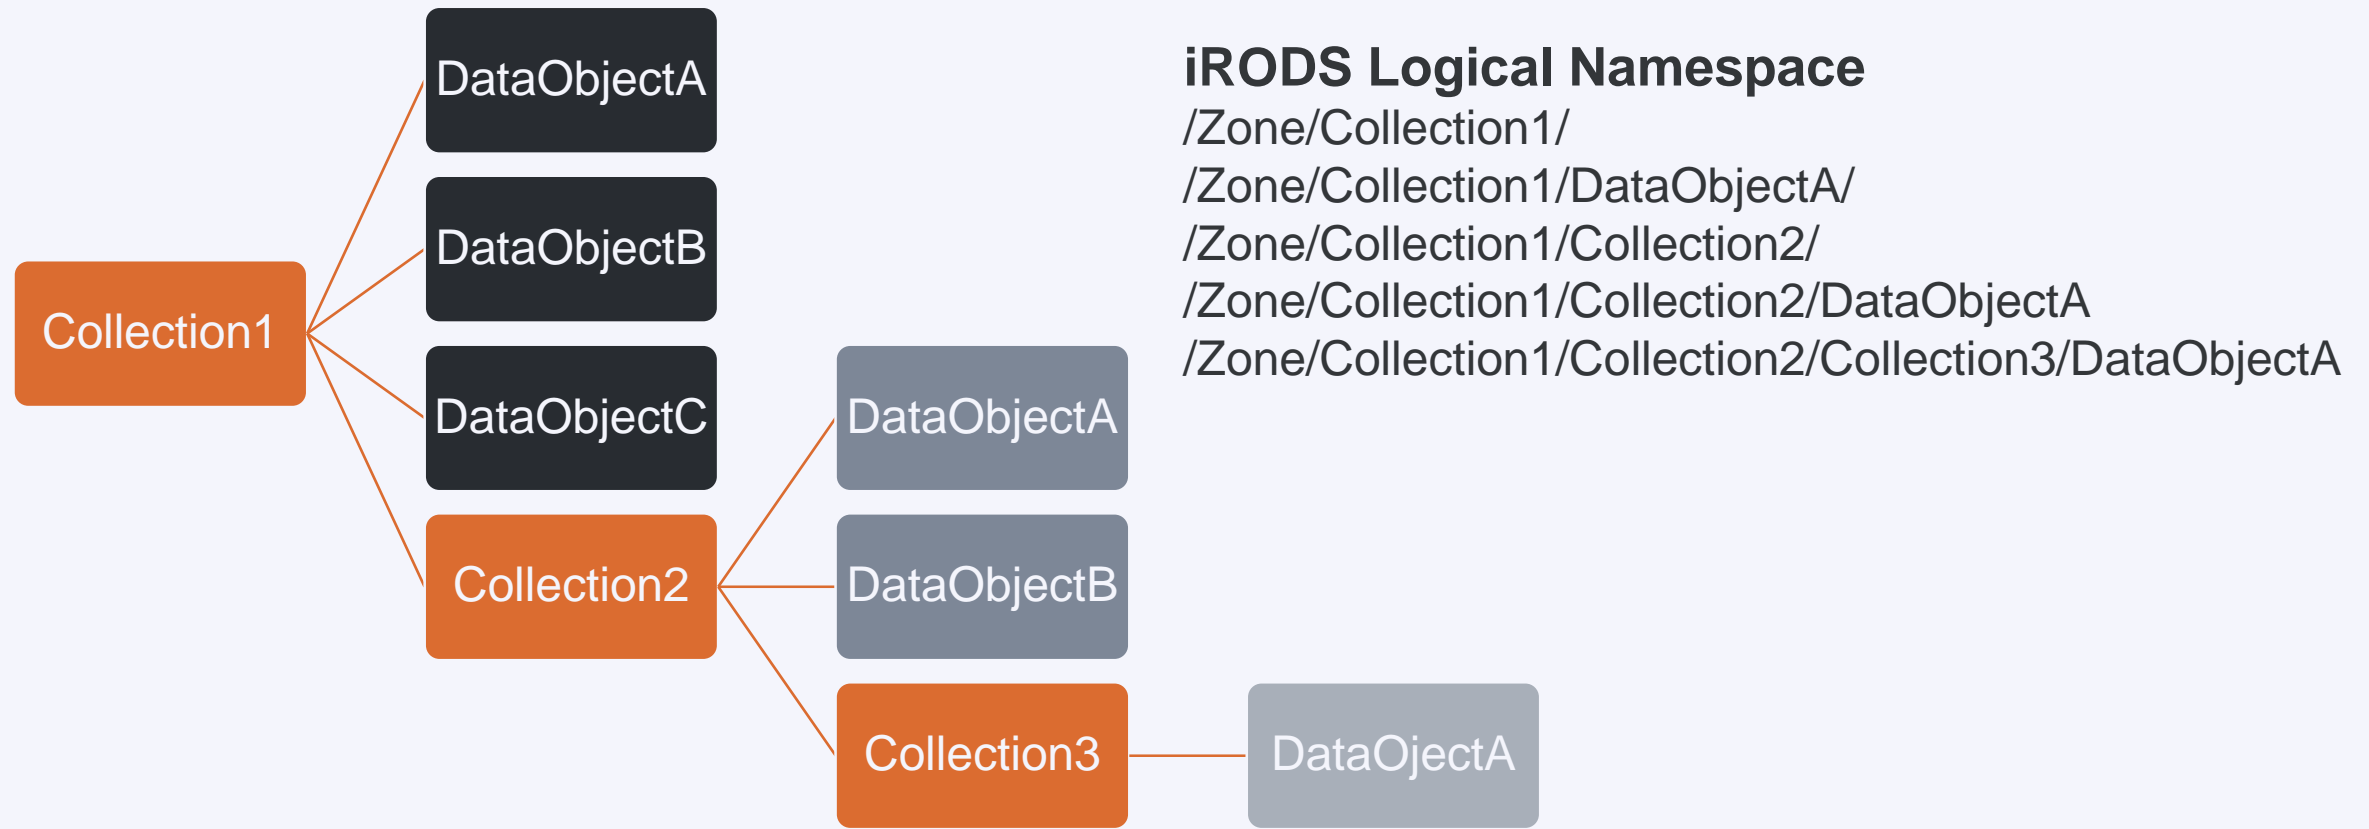 DataObjectA
DataObjectB
Collection1
DataObjectC
Collection2
DataObjectA
DataObjectB
Collection3
DataOjectA
iRODS Logical Namespace
/Zone/Collection1/
/Zone/Collection1/DataObjectA/
/Zone/Collection1/Collection2/
/Zone/Collection1/Collection2/DataObjectA
/Zone/Collection1/Collection2/Collection3/DataObjectA